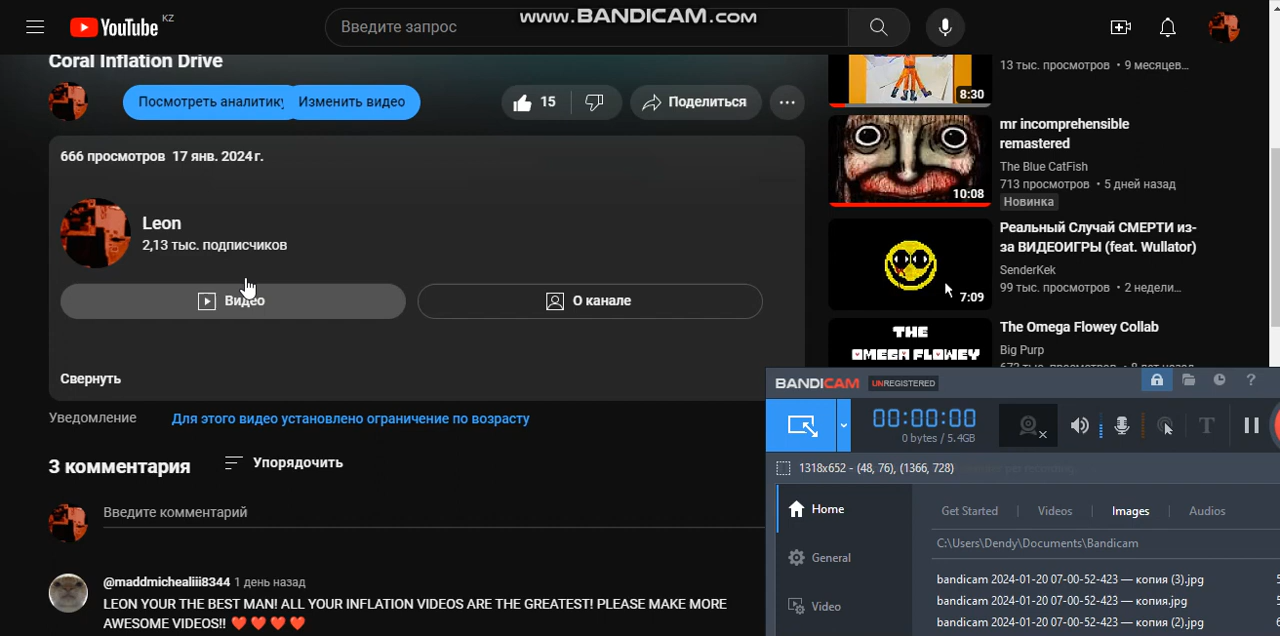 YouTube KZ
Введите запрос
www.BANDICAM.com
Coral Inflation Drive
Посмотреть аналитику
Изменить видео
15
Поделиться
666 просмотров 17 янв. 2024 г.
Leon
2,13 тыс. подписчиков
Видео
О канале
Свернуть
Уведомление
Для этого видео установлено ограничение по возрасту
3 комментария
Упорядочить
Введите комментарий
@maddmichealiii8344 1 день назад
LEON YOUR THE BEST MAN! ALL YOUR INFLATION VIDEOS ARE THE GREATEST! PLEASE MAKE MORE
AWESOME VIDEOS!!
13 тыс. просмотров • 9 месяцев…
8:30
mr incomprehensible
remastered
The Blue CatFish
713 просмотров • 5 дней назад
Новинка
10:08
Реальный Случай СМЕРТИ из-
за ВИДЕОИГРЫ (feat. Wullator)
SenderKek
99 тыс. просмотров • 2 недели…
7:09
THE
OMEGA FLOWEY
The Omega Flowey Collab
Big Purp
BANDICAM UNREGISTERED
00:00:00
0 bytes / 5.4GB
1318x652 - (48, 76), (1366, 728)
Home
General
Video
Get Started
Videos
Images
Audios
C:\Users\Dendy\Documents\Bandicam
bandicam 2024-01-20 07-00-52-423 — копия (3).jpg
bandicam 2024-01-20 07-00-52-423 — копия.jpg
bandicam 2024-01-20 07-00-52-423 — копия (2).jpg